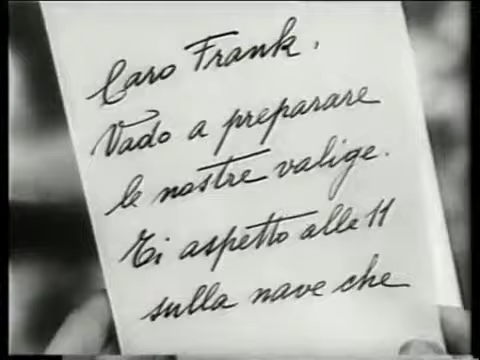 Caro Frank,
Vado a preparare
le nostre valige.
Ti aspetto alle 11
sulla nave che